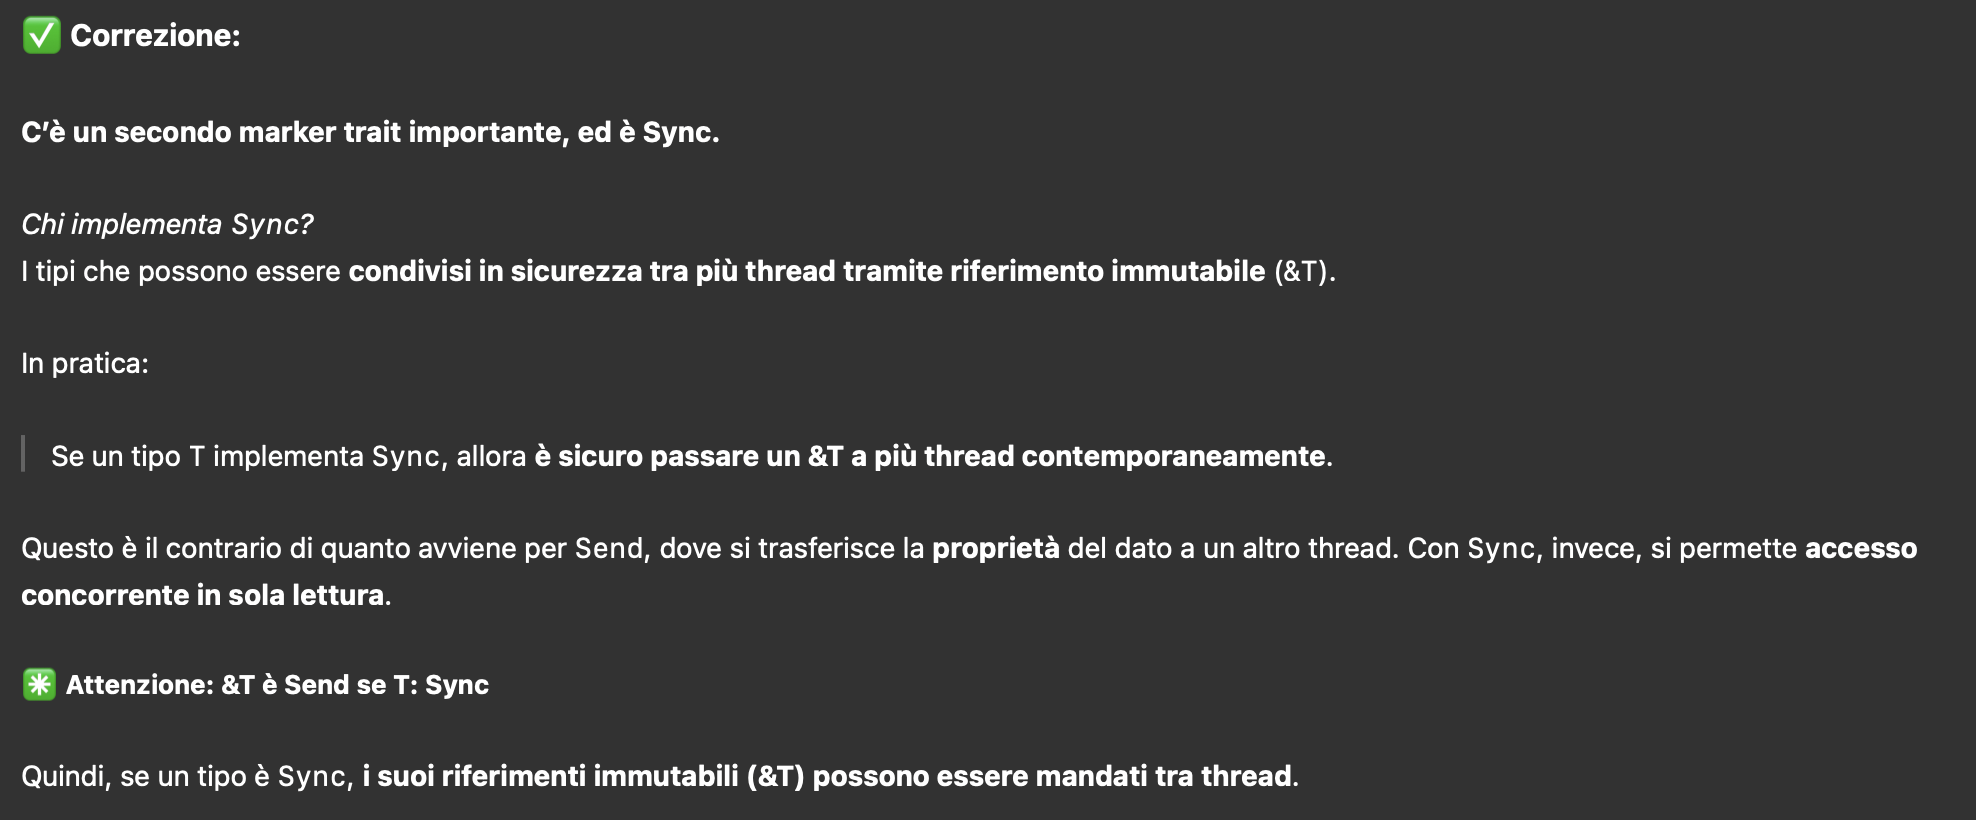 ✅ Correzione:
C'è un secondo marker trait importante, ed è Sync.
Chi implementa Sync?
I tipi che possono essere condivisi in sicurezza tra più thread tramite riferimento immutabile (&T).
In pratica:
Se un tipo T implementa Sync, allora è sicuro passare un &T a più thread contemporaneamente.
Questo è il contrario di quanto avviene per Send, dove si trasferisce la proprietà del dato a un altro thread. Con Sync, invece, si permette accesso
concorrente in sola lettura.
✳️ Attenzione: &T è Send se T: Sync
Quindi, se un tipo è Sync, i suoi riferimenti immutabili (&T) possono essere mandati tra thread.